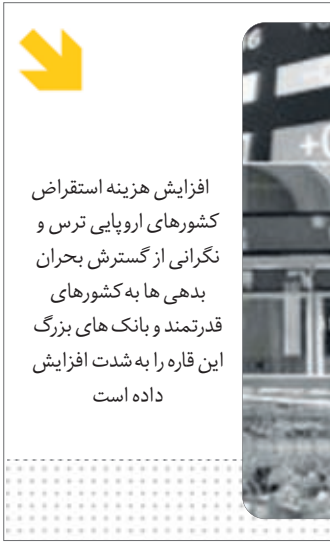 افزایش هزینه استقراض
کشورهای اروپایی ترس و
نگرانی از گسترش بحران
بدهی ها به کشورهای
قدرتمند و بانک های بزرگ
این قاره را به شدت افزایش
داده است